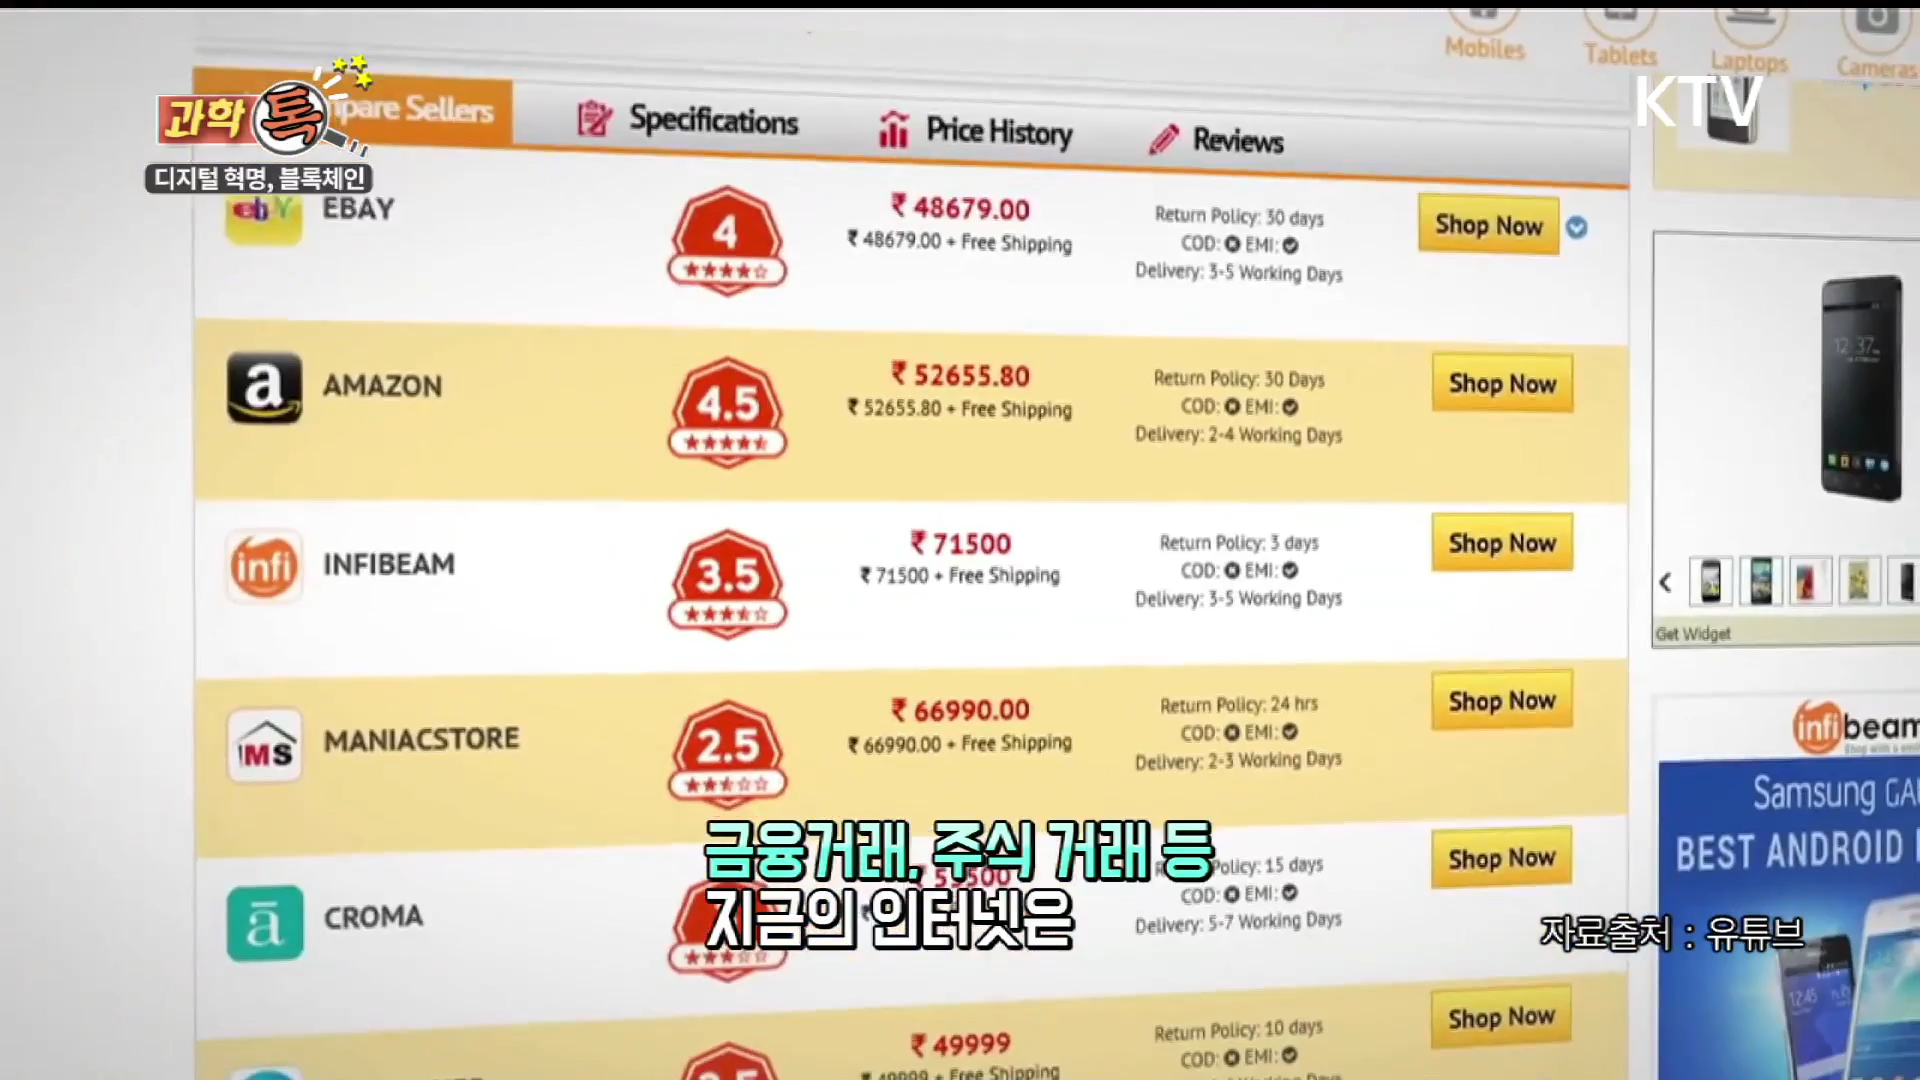 Mobiles
Tablets
Laptops
Cameras
KTV
과학톡
디지털 혁명, 블록체인
pare Sellers
Specifications
Price History
Reviews
ebY
EBAY
4
₹ 48679.00
₹ 48679.00 + Free Shipping
Return Policy: 30 days
COD: EMI:
Delivery: 3-5 Working Days
Shop Now
a
AMAZON
4.5
₹ 52655.80
₹ 52655.80 + Free Shipping
Return Policy: 30 Days
COD: EMI:
Delivery: 2-4 Working Days
Shop Now
12:37
infi
INFIBEAM
3.5
₹ 71500
₹ 71500 + Free Shipping
Return Policy: 3 days
COD: EMI:
Delivery: 3-5 Working Days
Shop Now
Get Widget
MS
MANIACSTORE
2.5
₹ 66990.00
₹ 66990.00 + Free Shipping
Return Policy: 24 hrs
COD: EMI:
Delivery: 2-3 Working Days
Shop Now
infibeam
Samsung GA
BEST ANDROID
금융거래, 주식 거래 등
지금의 인터넷은
ā
CROMA
Policy: 15 days
COD: EMI:
Delivery: 5-7 Working Days
Shop Now
자료출처 : 유튜브
12:45
₹ 49999
₹ 49999 + Free Shipping
Return Policy: 10 days
COD: EMI:
Shop Now